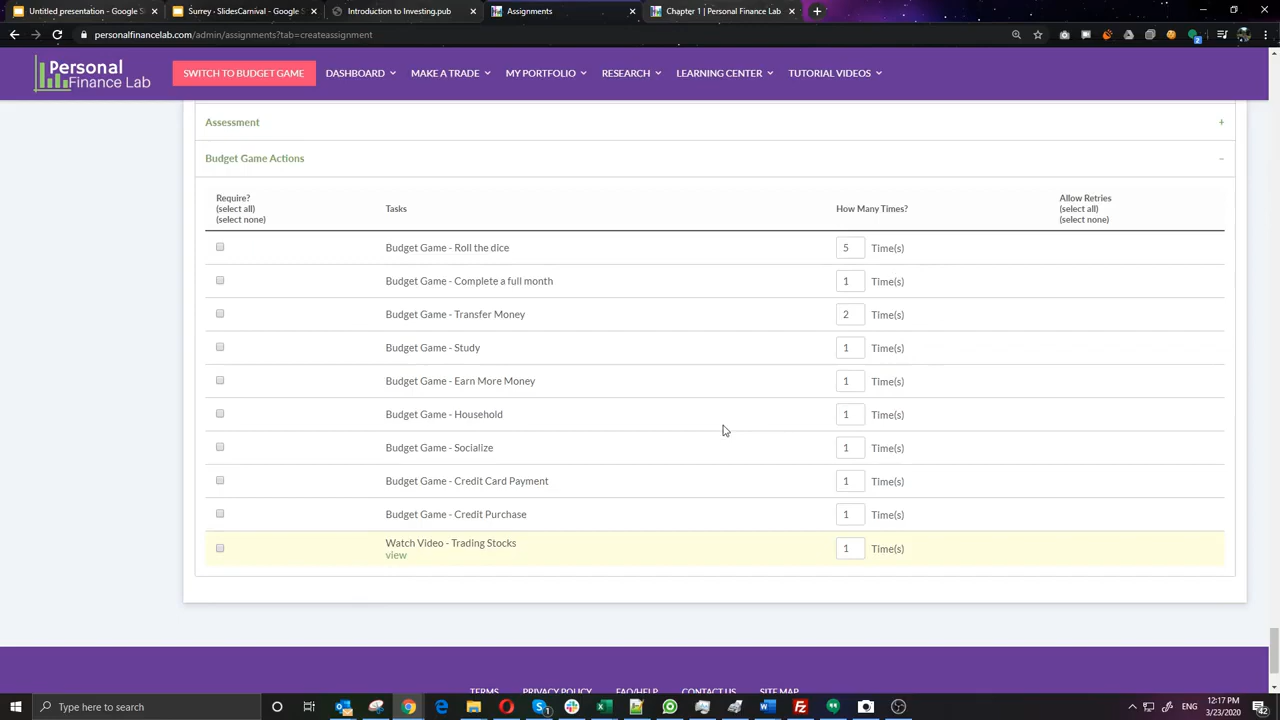 Untitled presentation - Google S
Surrey - SlimDeck - Google Slid
Introduction to Investing.pub
Assignments
Chapter 1 | Personal Finance Lab
personalfinancelab.com/admin/assignments?tab=createassignment
Personal
Finance Lab
SWITCH TO BUDGET GAME
DASHBOARD
MAKE A TRADE
MY PORTFOLIO
RESEARCH
LEARNING CENTER
TUTORIAL VIDEOS
Assessment +
Budget Game Actions −
Require?
(select all)
(select none)
Tasks
How Many Times?
Allow Retries
(select all)
(select none)
Budget Game - Roll the dice 5 Time(s)
Budget Game - Complete a full month 1 Time(s)
Budget Game - Transfer Money 2 Time(s)
Budget Game - Study 1 Time(s)
Budget Game - Earn More Money 1 Time(s)
Budget Game - Household 1 Time(s)
Budget Game - Socialize 1 Time(s)
Budget Game - Credit Card Payment 1 Time(s)
Budget Game - Credit Purchase 1 Time(s)
Watch Video - Trading Stocks 1 Time(s)
view
TERMS PRIVACY POLICY FAQ/HELP CONTACT US SITE MAP
Type here to search
12:17 PM
3/23/2020